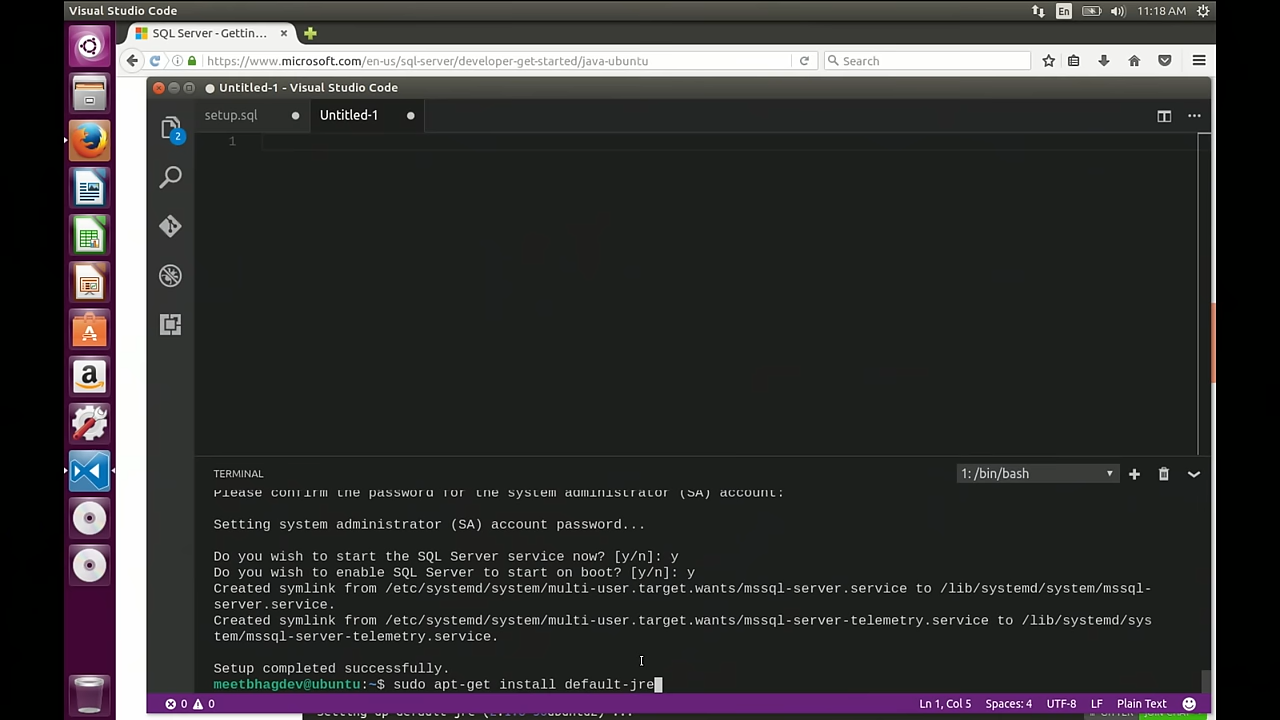 Visual Studio Code
En
11:18 AM
SQL Server - Gettin...
https://www.microsoft.com/en-us/sql-server/developer-get-started/java-ubuntu
Search
Untitled-1 - Visual Studio Code
setup.sql
Untitled-1
2
1
TERMINAL
1: /bin/bash
Please confirm the password for the system administrator (SA) account:
Setting system administrator (SA) account password...
Do you wish to start the SQL Server service now? [y/n]: y
Do you wish to enable SQL Server to start on boot? [y/n]: y
Created symlink from /etc/systemd/system/multi-user.target.wants/mssql-server.service to /lib/systemd/system/mssql-
server.service.
Created symlink from /etc/systemd/system/multi-user.target.wants/mssql-server-telemetry.service to /lib/systemd/sys
tem/mssql-server-telemetry.service.
Setup completed successfully.
meetbhagdev@ubuntu:~$ sudo apt-get install default-jre
0 0
Ln 1, Col 5
Spaces: 4
UTF-8
LF
Plain Text